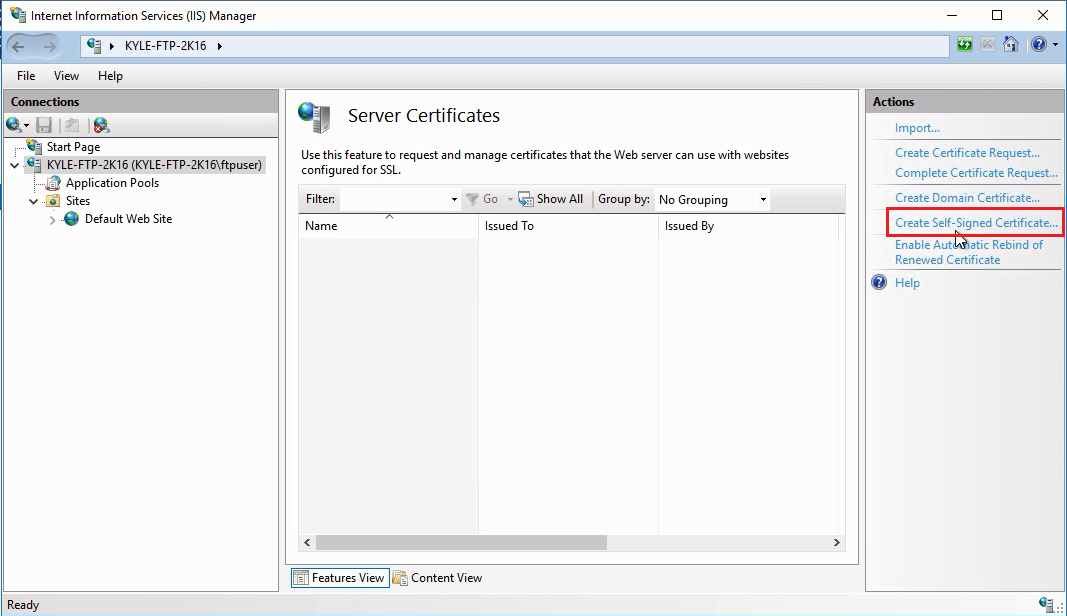 Internet Information Services (IIS) Manager
KYLE-FTP-2K16
File View Help
Connections
Start Page
KYLE-FTP-2K16 (KYLE-FTP-2K16\ftpuser)
Application Pools
Sites
Default Web Site
Server Certificates
Use this feature to request and manage certificates that the Web server can use with websites
configured for SSL.
Filter: Go Show All Group by: No Grouping
Name Issued To Issued By
Features View Content View
Actions
Import...
Create Certificate Request...
Complete Certificate Request...
Create Domain Certificate...
Create Self-Signed Certificate...
Enable Automatic Rebind of
Renewed Certificate
Help
Ready